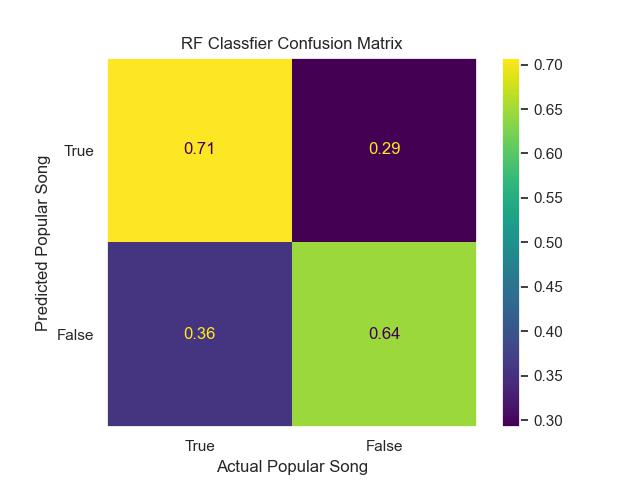 RF Classfier Confusion Matrix
Predicted Popular Song
True
False
0.71
0.29
0.36
0.64
True
False
Actual Popular Song
0.70
0.65
0.60
0.55
0.50
0.45
0.40
0.35
0.30